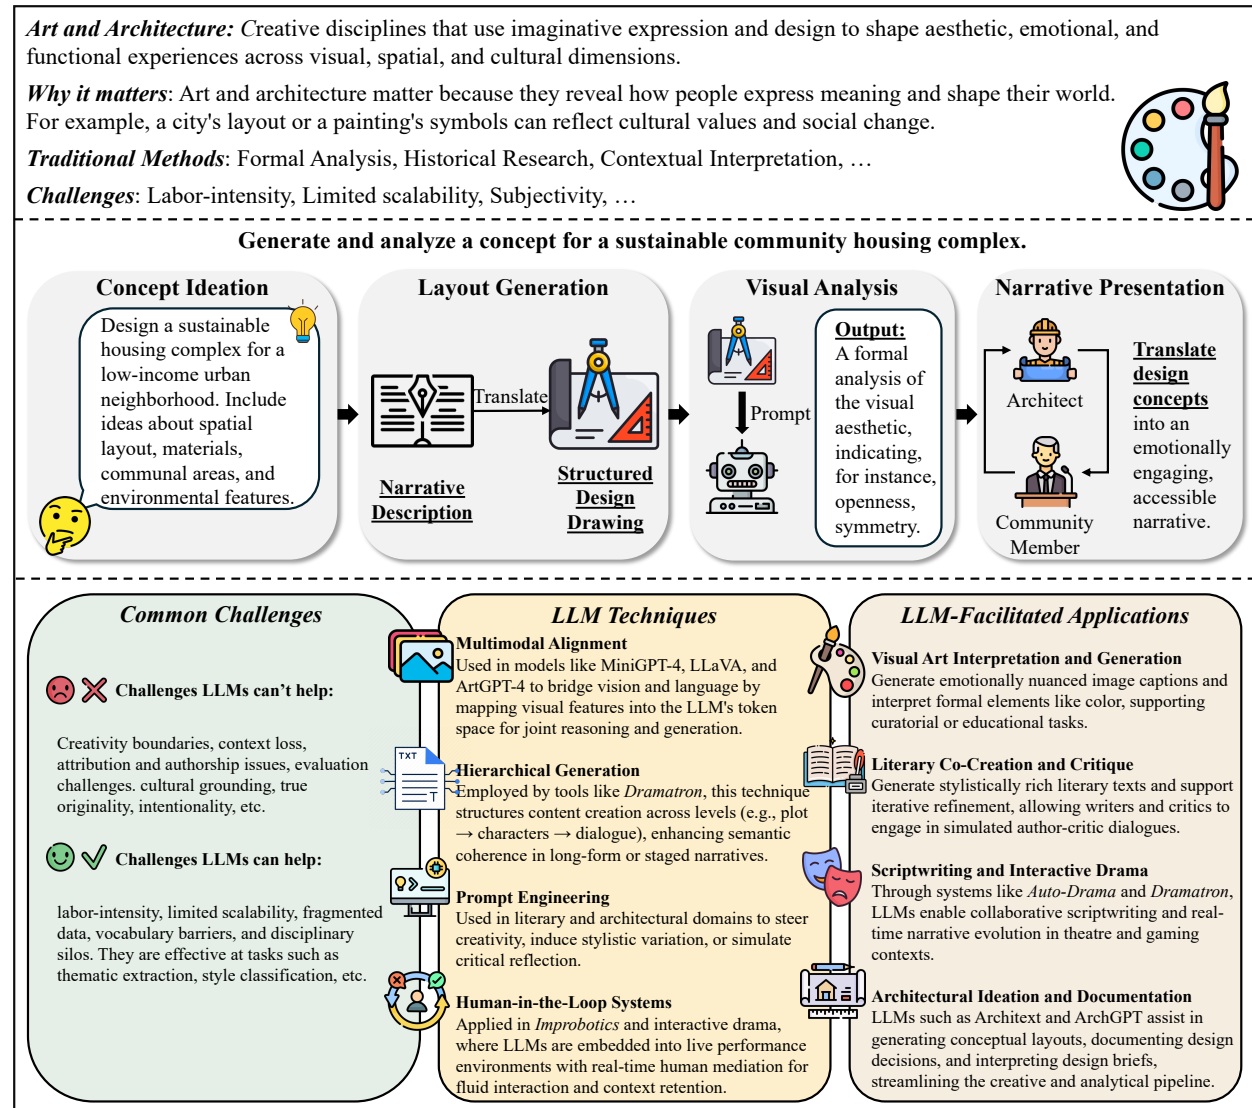 Art and Architecture: Creative disciplines that use imaginative expression and design to shape aesthetic, emotional, and
functional experiences across visual, spatial, and cultural dimensions.
Why it matters: Art and architecture matter because they reveal how people express meaning and shape their world.
For example, a city's layout or a painting's symbols can reflect cultural values and social change.
Traditional Methods: Formal Analysis, Historical Research, Contextual Interpretation, …
Challenges: Labor-intensity, Limited scalability, Subjectivity, …
Generate and analyze a concept for a sustainable community housing complex.
Concept Ideation
Design a sustainable
housing complex for a
low-income urban
neighborhood. Include
ideas about spatial
layout, materials,
communal areas, and
environmental features.
Layout Generation
Translate
Narrative
Description
Structured
Design
Drawing
Visual Analysis
Prompt
Output:
A formal
analysis of
the visual
aesthetic,
indicating,
for instance,
openness,
symmetry.
Narrative Presentation
Architect
Community
Member
Translate
design
concepts
into an
emotionally
engaging,
accessible
narrative.
Common Challenges
Challenges LLMs can't help:
Creativity boundaries, context loss,
attribution and authorship issues, evaluation
challenges. cultural grounding, true
originality, intentionality, etc.
Challenges LLMs can help:
labor-intensity, limited scalability, fragmented
data, vocabulary barriers, and disciplinary
silos. They are effective at tasks such as
thematic extraction, style classification, etc.
LLM Techniques
Multimodal Alignment
Used in models like MiniGPT-4, LLaVA, and
ArtGPT-4 to bridge vision and language by
mapping visual features into the LLM's token
space for joint reasoning and generation.
TXT
T
Hierarchical Generation
Employed by tools like Dramatron, this technique
structures content creation across levels (e.g., plot
→ characters → dialogue), enhancing semantic
coherence in long-form or staged narratives.
Prompt Engineering
Used in literary and architectural domains to steer
creativity, induce stylistic variation, or simulate
critical reflection.
Human-in-the-Loop Systems
Applied in Improbotics and interactive drama,
where LLMs are embedded into live performance
environments with real-time human mediation for
fluid interaction and context retention.
LLM-Facilitated Applications
Visual Art Interpretation and Generation
Generate emotionally nuanced image captions and
interpret formal elements like color, supporting
curatorial or educational tasks.
Literary Co-Creation and Critique
Generate stylistically rich literary texts and support
iterative refinement, allowing writers and critics to
engage in simulated author-critic dialogues.
Scriptwriting and Interactive Drama
Through systems like Auto-Drama and Dramatron,
LLMs enable collaborative scriptwriting and real-
time narrative evolution in theatre and gaming
contexts.
Architectural Ideation and Documentation
LLMs such as Architext and ArchGPT assist in
generating conceptual layouts, documenting design
decisions, and interpreting design briefs,
streamlining the creative and analytical pipeline.